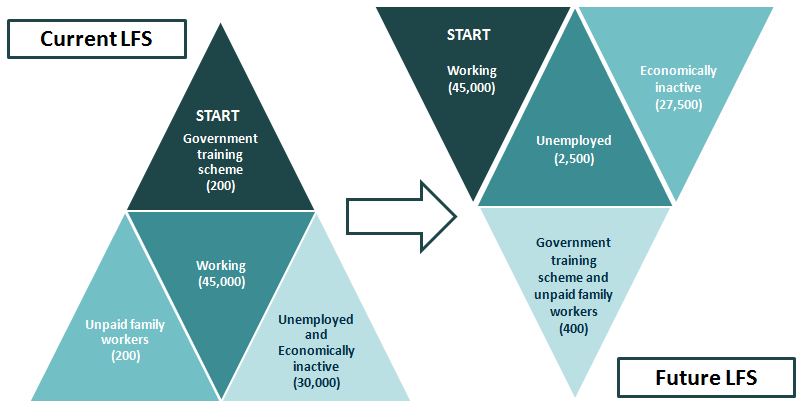 Current LFS
START
Government
training
scheme
(200)
Working
(45,000)
Unpaid family
workers
(200)
Unemployed
and
Economically
inactive
(30,000)
START
Working
(45,000)
Unemployed
(2,500)
Economically
inactive
(27,500)
Government
training
scheme and
unpaid family
workers
(400)
Future LFS